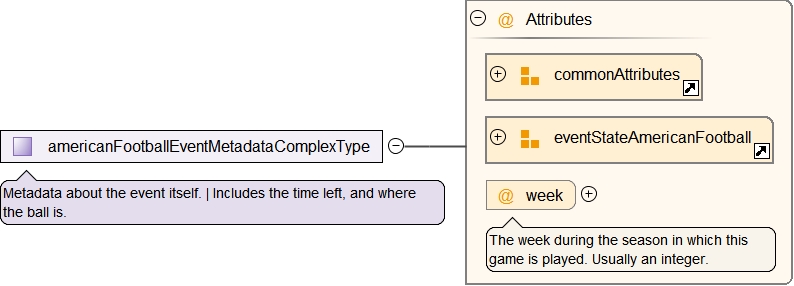 @ Attributes
commonAttributes
americanFootballEventMetadataComplexType
eventStateAmericanFootball
Metadata about the event itself. | Includes the time left, and where
the ball is.
@ week
The week during the season in which this
game is played. Usually an integer.